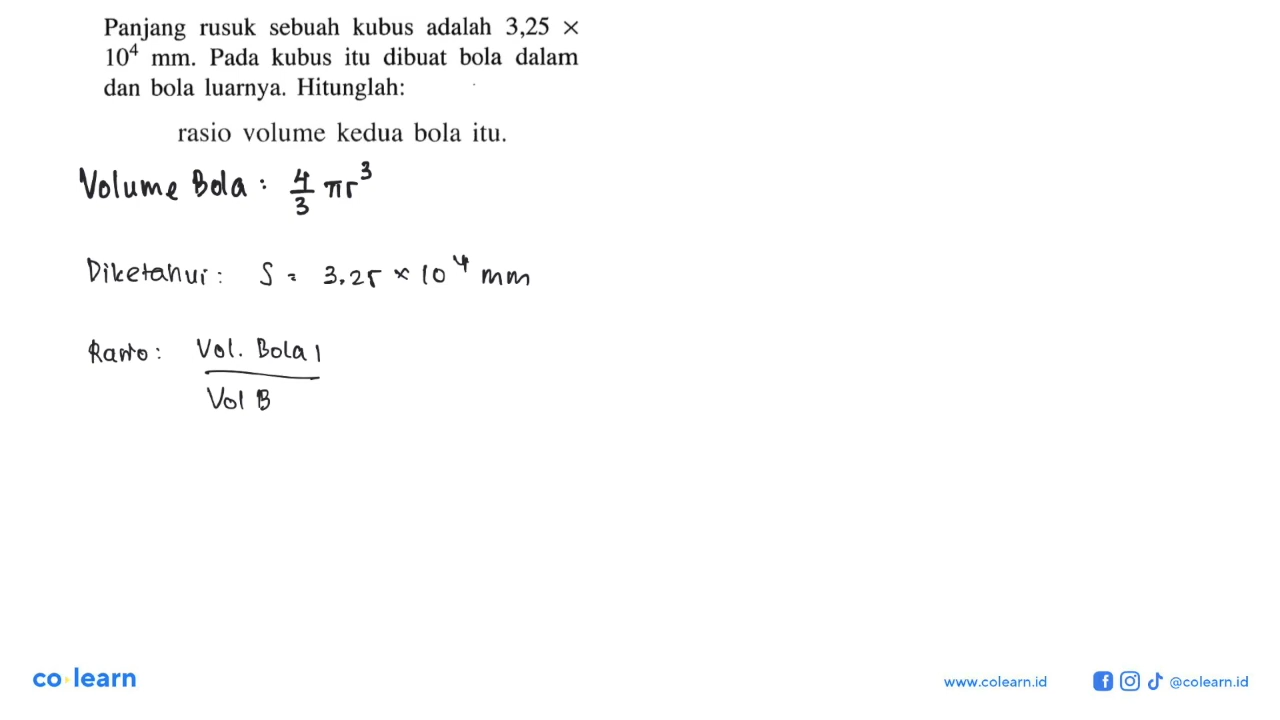 Panjang rusuk sebuah kubus adalah 3,25 ×
10⁴ mm. Pada kubus itu dibuat bola dalam
dan bola luarnya. Hitunglah:
rasio volume kedua bola itu.
Volume Bola : 4/3 πr³
Diketahui : S = 3.25 × 10⁴ mm
Rasio : Vol. Bola 1
Vol B
co learn
www.colearn.id
@colearn.id